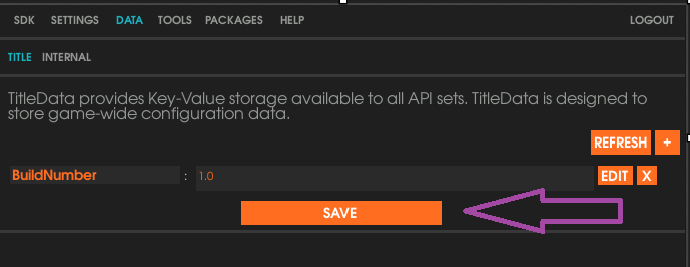 SDK SETTINGS DATA TOOLS PACKAGES HELP LOGOUT
TITLE INTERNAL
TitleData provides Key-Value storage available to all API sets. TitleData is designed to
store game-wide configuration data.
REFRESH +
BuildNumber : 1.0 EDIT X
SAVE